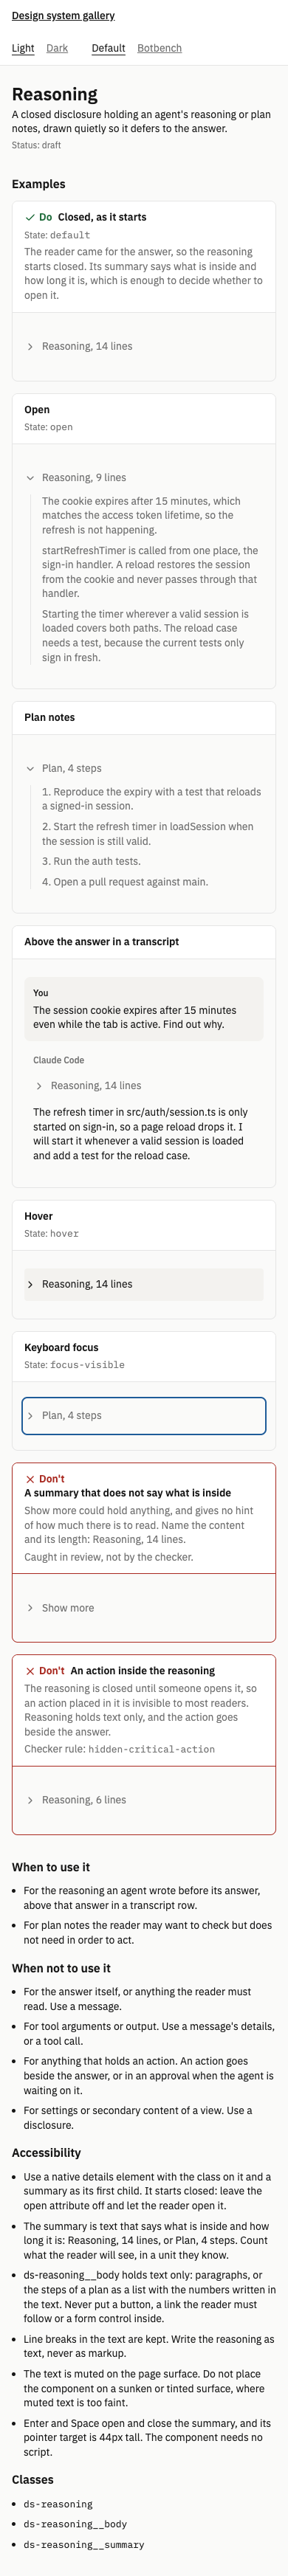 Design system gallery
Light Dark Default Botbench
Reasoning
A closed disclosure holding an agent's reasoning or plan
notes, drawn quietly so it defers to the answer.
Status: draft
Examples
Do Closed, as it starts
State: default
The reader came for the answer, so the reasoning
starts closed. Its summary says what is inside and
how long it is, which is enough to decide whether to
open it.
Reasoning, 14 lines
Open
State: open
Reasoning, 9 lines
The cookie expires after 15 minutes, which
matches the access token lifetime, so the
refresh is not happening.
startRefreshTimer is called from one place, the
sign-in handler. A reload restores the session
from the cookie and never passes through that
handler.
Starting the timer wherever a valid session is
loaded covers both paths. The reload case
needs a test, because the current tests only
sign in fresh.
Plan notes
Plan, 4 steps
1. Reproduce the expiry with a test that reloads
a signed-in session.
2. Start the refresh timer in loadSession when
the session is still valid.
3. Run the auth tests.
4. Open a pull request against main.
Above the answer in a transcript
You
The session cookie expires after 15 minutes
even while the tab is active. Find out why.
Claude Code
Reasoning, 14 lines
The refresh timer in src/auth/session.ts is only
started on sign-in, so a page reload drops it. I
will start it whenever a valid session is loaded
and add a test for the reload case.
Hover
State: hover
Reasoning, 14 lines
Keyboard focus
State: focus-visible
Plan, 4 steps
Don't
A summary that does not say what is inside
Show more could hold anything, and gives no hint
of how much there is to read. Name the content
and its length: Reasoning, 14 lines.
Caught in review, not by the checker.
Show more
Don't An action inside the reasoning
The reasoning is closed until someone opens it, so
an action placed in it is invisible to most readers.
Reasoning holds text only, and the action goes
beside the answer.
Checker rule: hidden-critical-action
Reasoning, 6 lines
When to use it
For the reasoning an agent wrote before its answer,
above that answer in a transcript row.
For plan notes the reader may want to check but does
not need in order to act.
When not to use it
For the answer itself, or anything the reader must
read. Use a message.
For tool arguments or output. Use a message's details,
or a tool call.
For anything that holds an action. An action goes
beside the answer, or in an approval when the agent is
waiting on it.
For settings or secondary content of a view. Use a
disclosure.
Accessibility
Use a native details element with the class on it and a
summary as its first child. It starts closed: leave the
open attribute off and let the reader open it.
The summary is text that says what is inside and how
long it is: Reasoning, 14 lines, or Plan, 4 steps. Count
what the reader will see, in a unit they know.
ds-reasoning__body holds text only: paragraphs, or
the steps of a plan as a list with the numbers written in
the text. Never put a button, a link the reader must
follow or a form control inside.
Line breaks in the text are kept. Write the reasoning as
text, never as markup.
The text is muted on the page surface. Do not place
the component on a sunken or tinted surface, where
muted text is too faint.
Enter and Space open and close the summary, and its
pointer target is 44px tall. The component needs no
script.
Classes
ds-reasoning
ds-reasoning__body
ds-reasoning__summary